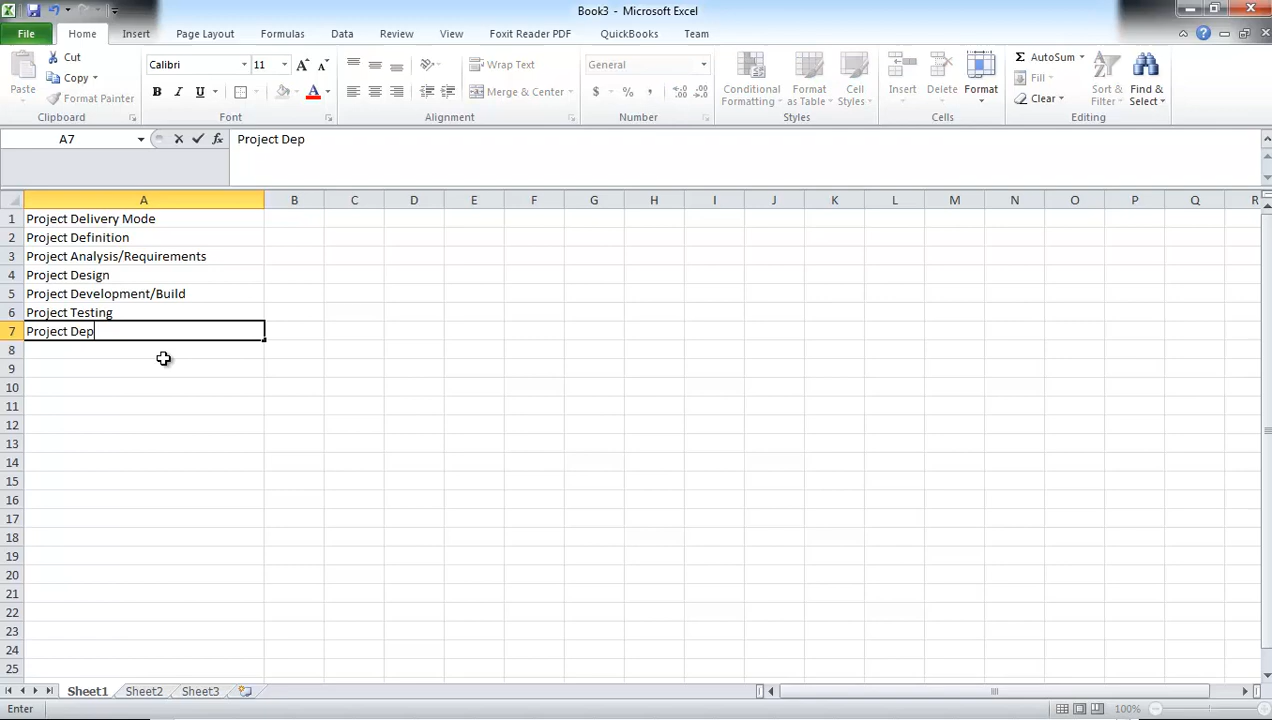 Book3 - Microsoft Excel
File Home Insert Page Layout Formulas Data Review View Foxit Reader PDF QuickBooks Team
Paste
Cut
Copy
Format Painter
Clipboard
Calibri 11
B I U
Font
Wrap Text
Merge & Center
Alignment
General
$ % ,
Number
Conditional Formatting
Format as Table
Cell Styles
Styles
Insert Delete Format
Cells
Σ AutoSum
Fill
Clear
Sort & Filter
Find & Select
Editing
A7 fx Project Dep
A B C D E F G H I J K L M N O P Q R
1 Project Delivery Mode
2 Project Definition
3 Project Analysis/Requirements
4 Project Design
5 Project Development/Build
6 Project Testing
7 Project Dep
8
9
10
11
12
13
14
15
16
17
18
19
20
21
22
23
24
25
Sheet1 Sheet2 Sheet3
Enter 100%